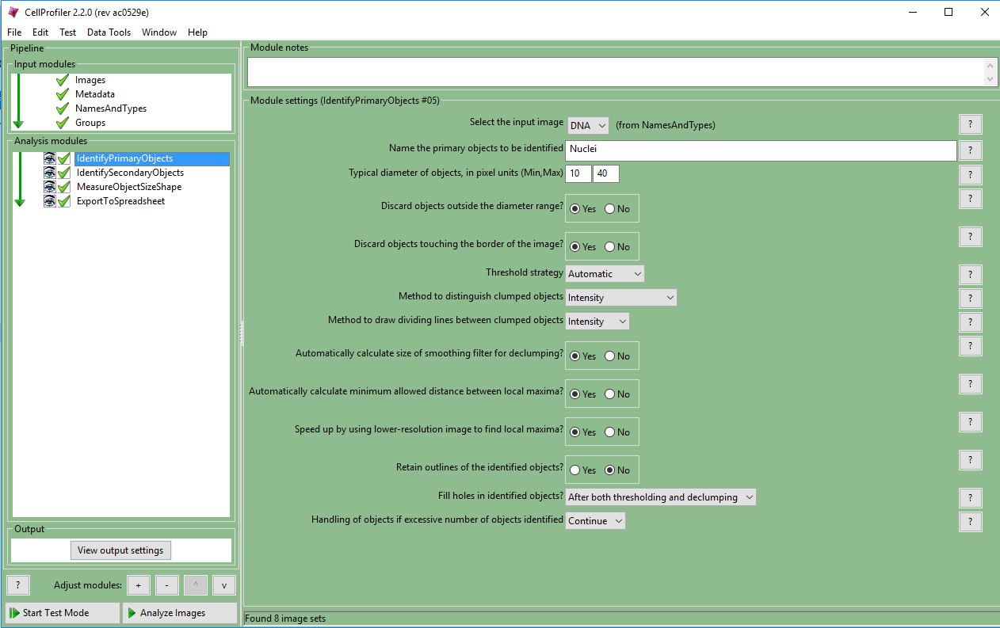 CellProfiler 2.2.0 (rev ac0529e)
File Edit Test Data Tools Window Help
Pipeline
Input modules
Images
Metadata
NamesAndTypes
Groups
Analysis modules
IdentifyPrimaryObjects
IdentifySecondaryObjects
MeasureObjectSizeShape
ExportToSpreadsheet
Output
View output settings
? Adjust modules: + - ^ v
Start Test Mode Analyze Images
Module notes
Module settings (IdentifyPrimaryObjects #05)
Select the input image DNA (from NamesAndTypes) ?
Name the primary objects to be identified Nuclei ?
Typical diameter of objects, in pixel units (Min,Max) 10 40 ?
Discard objects outside the diameter range? Yes No ?
Discard objects touching the border of the image? Yes No ?
Threshold strategy Automatic ?
Method to distinguish clumped objects Intensity ?
Method to draw dividing lines between clumped objects Intensity ?
Automatically calculate size of smoothing filter for declumping? Yes No ?
Automatically calculate minimum allowed distance between local maxima? Yes No ?
Speed up by using lower-resolution image to find local maxima? Yes No ?
Retain outlines of the identified objects? Yes No ?
Fill holes in identified objects? After both thresholding and declumping ?
Handling of objects if excessive number of objects identified Continue ?
Found 8 image sets